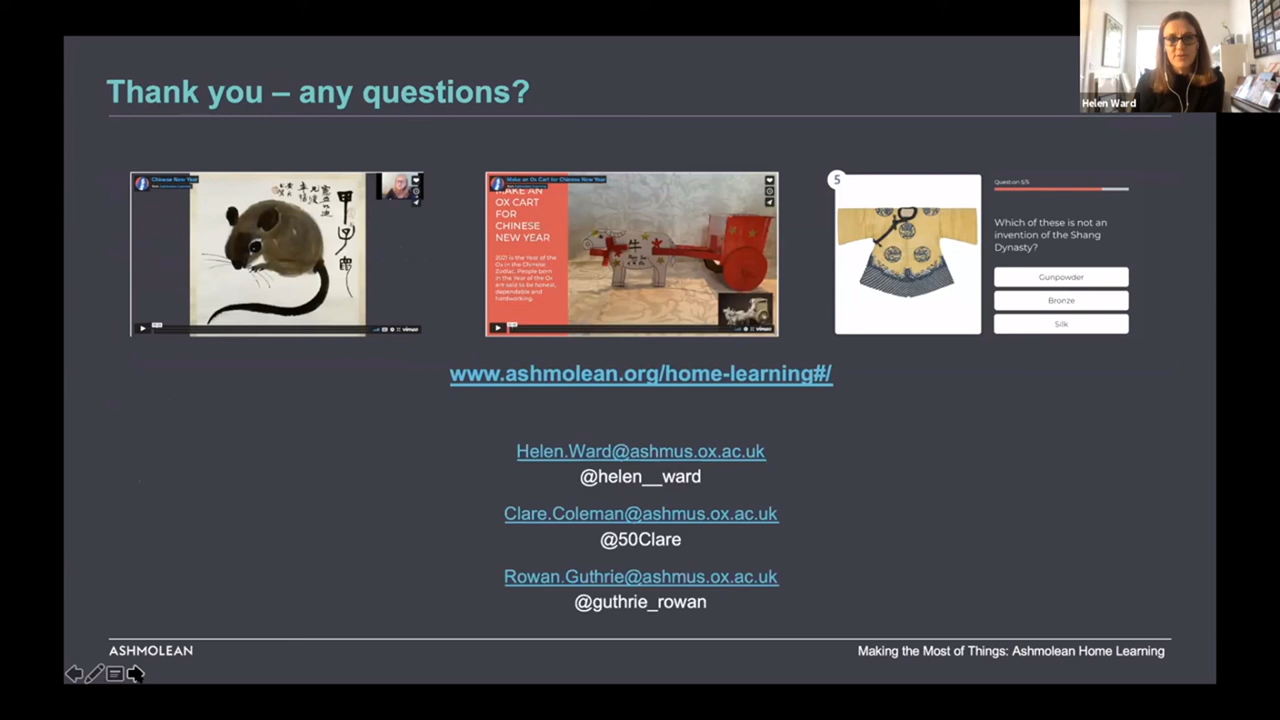 Thank you – any questions?
Helen Ward
Chinese New Year
甲子
Make an Ox Cart for Chinese New Year
MAKE AN
OX CART
FOR
CHINESE
NEW YEAR
2021 is the Year of the
Ox in the Chinese
Zodiac. People born
in the Year of the Ox
are said to be honest,
dependable and
hardworking.
牛
vimeo
vimeo
5
Question 5/5
Which of these is not an
invention of the Shang
Dynasty?
Gunpowder
Bronze
Silk
www.ashmolean.org/home-learning#/
Helen.Ward@ashmus.ox.ac.uk
@helen__ward
Clare.Coleman@ashmus.ox.ac.uk
@50Clare
Rowan.Guthrie@ashmus.ox.ac.uk
@guthrie_rowan
ASHMOLEAN
Making the Most of Things: Ashmolean Home Learning